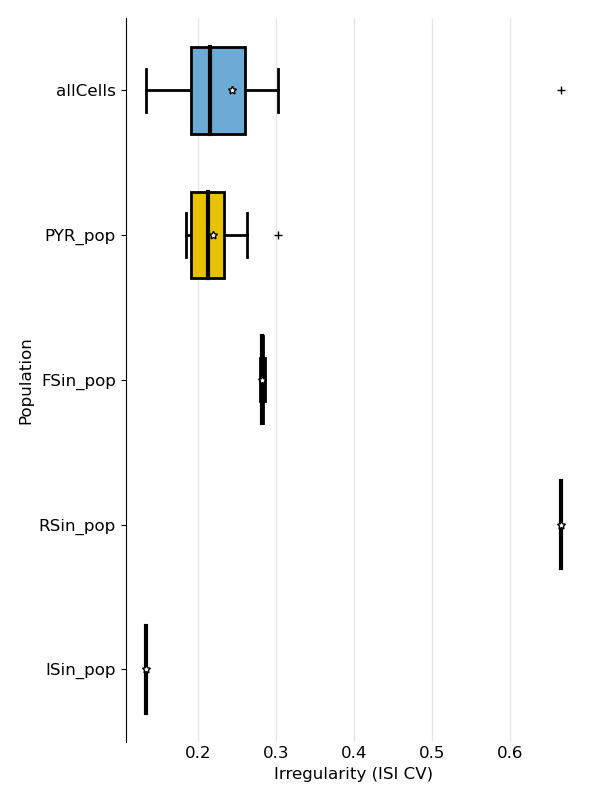 allCells
PYR_pop
FSin_pop
RSin_pop
ISin_pop
Population
0.2 0.3 0.4 0.5 0.6
Irregularity (ISI CV)